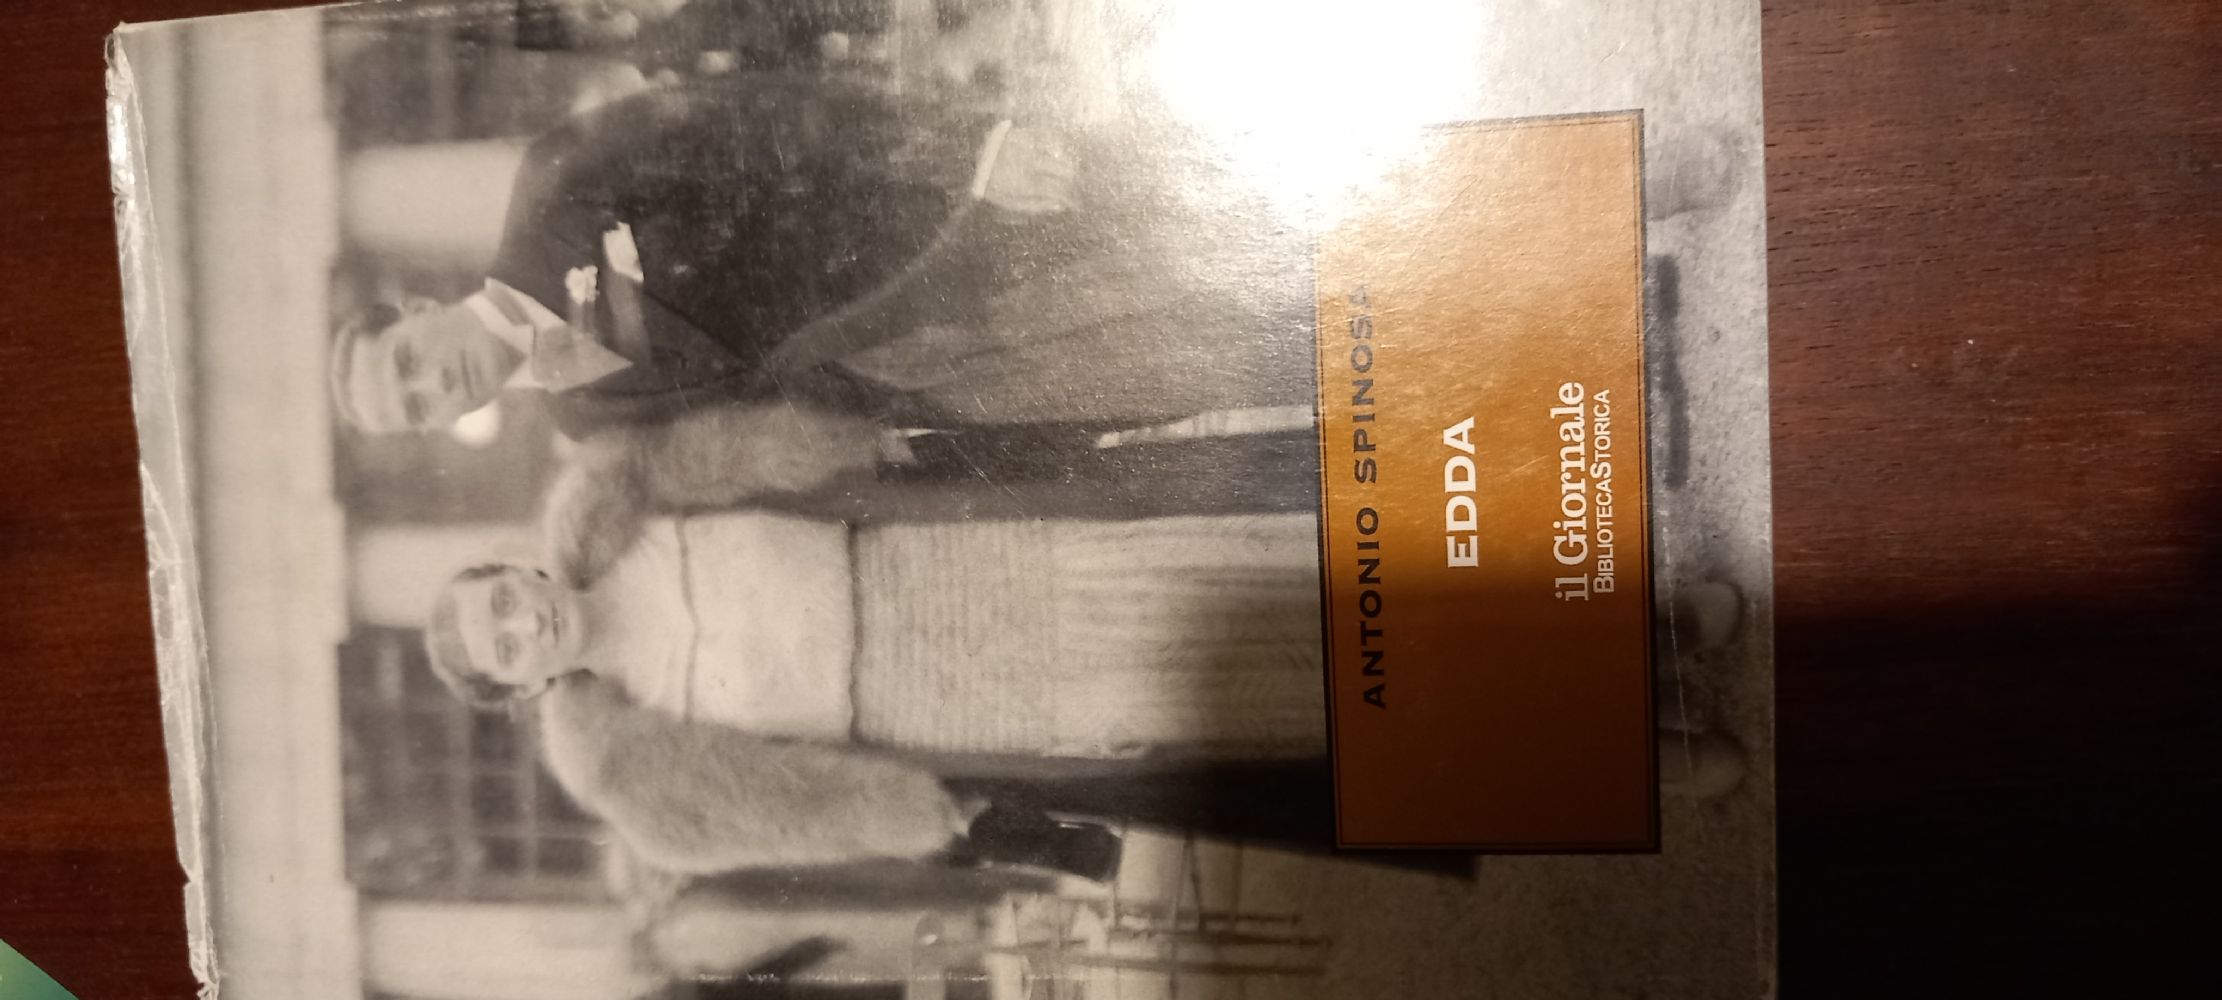 ANTONIO SPINOSA
EDDA
il Giornale
BIBLIOTECASTORICA